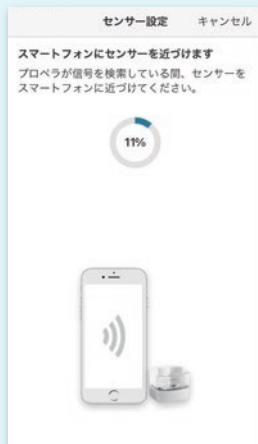 センサー設定 キャンセル
スマートフォンにセンサーを近づけます
プロペラが信号を検索している間、センサーを
スマートフォンに近づけてください。
11%